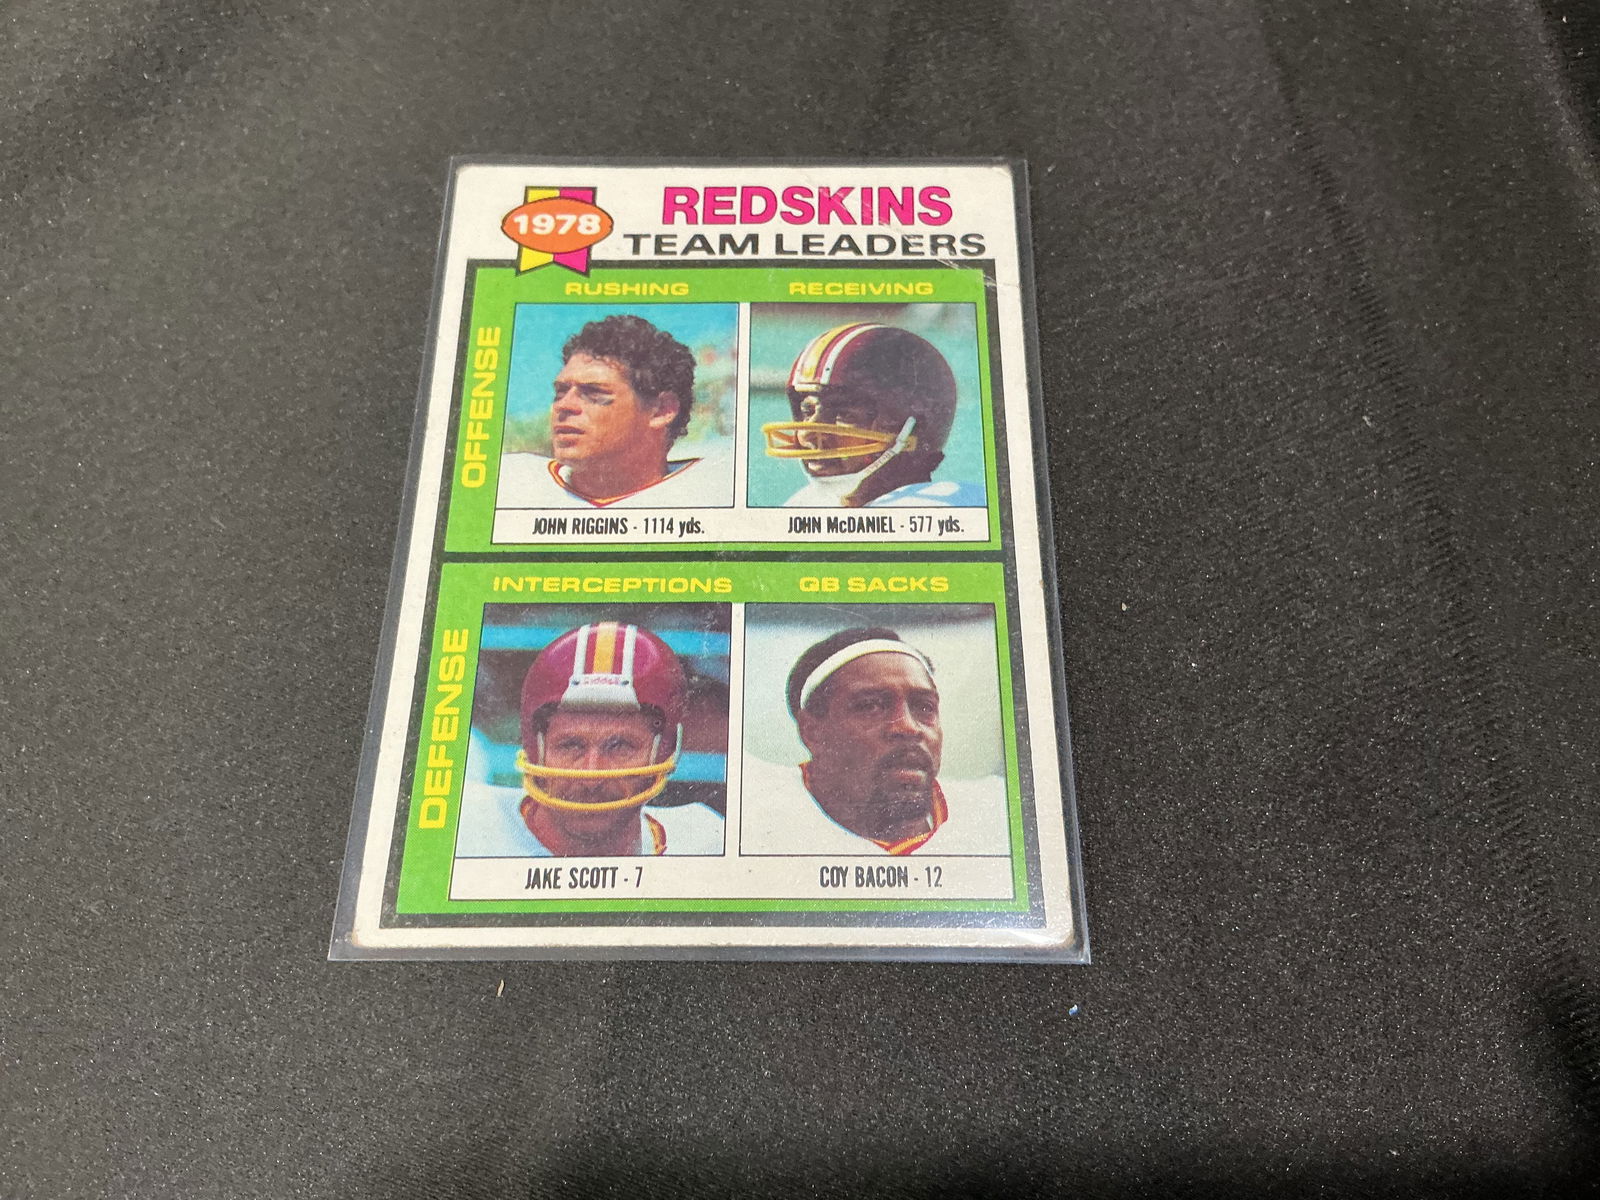 1978
REDSKINS
TEAM LEADERS
OFFENSE
RUSHING
RECEIVING
JOHN RIGGINS - 1114 yds.
JOHN McDANIEL - 577 yds.
DEFENSE
INTERCEPTIONS
QB SACKS
Riddell
JAKE SCOTT - 7
COY BACON - 12